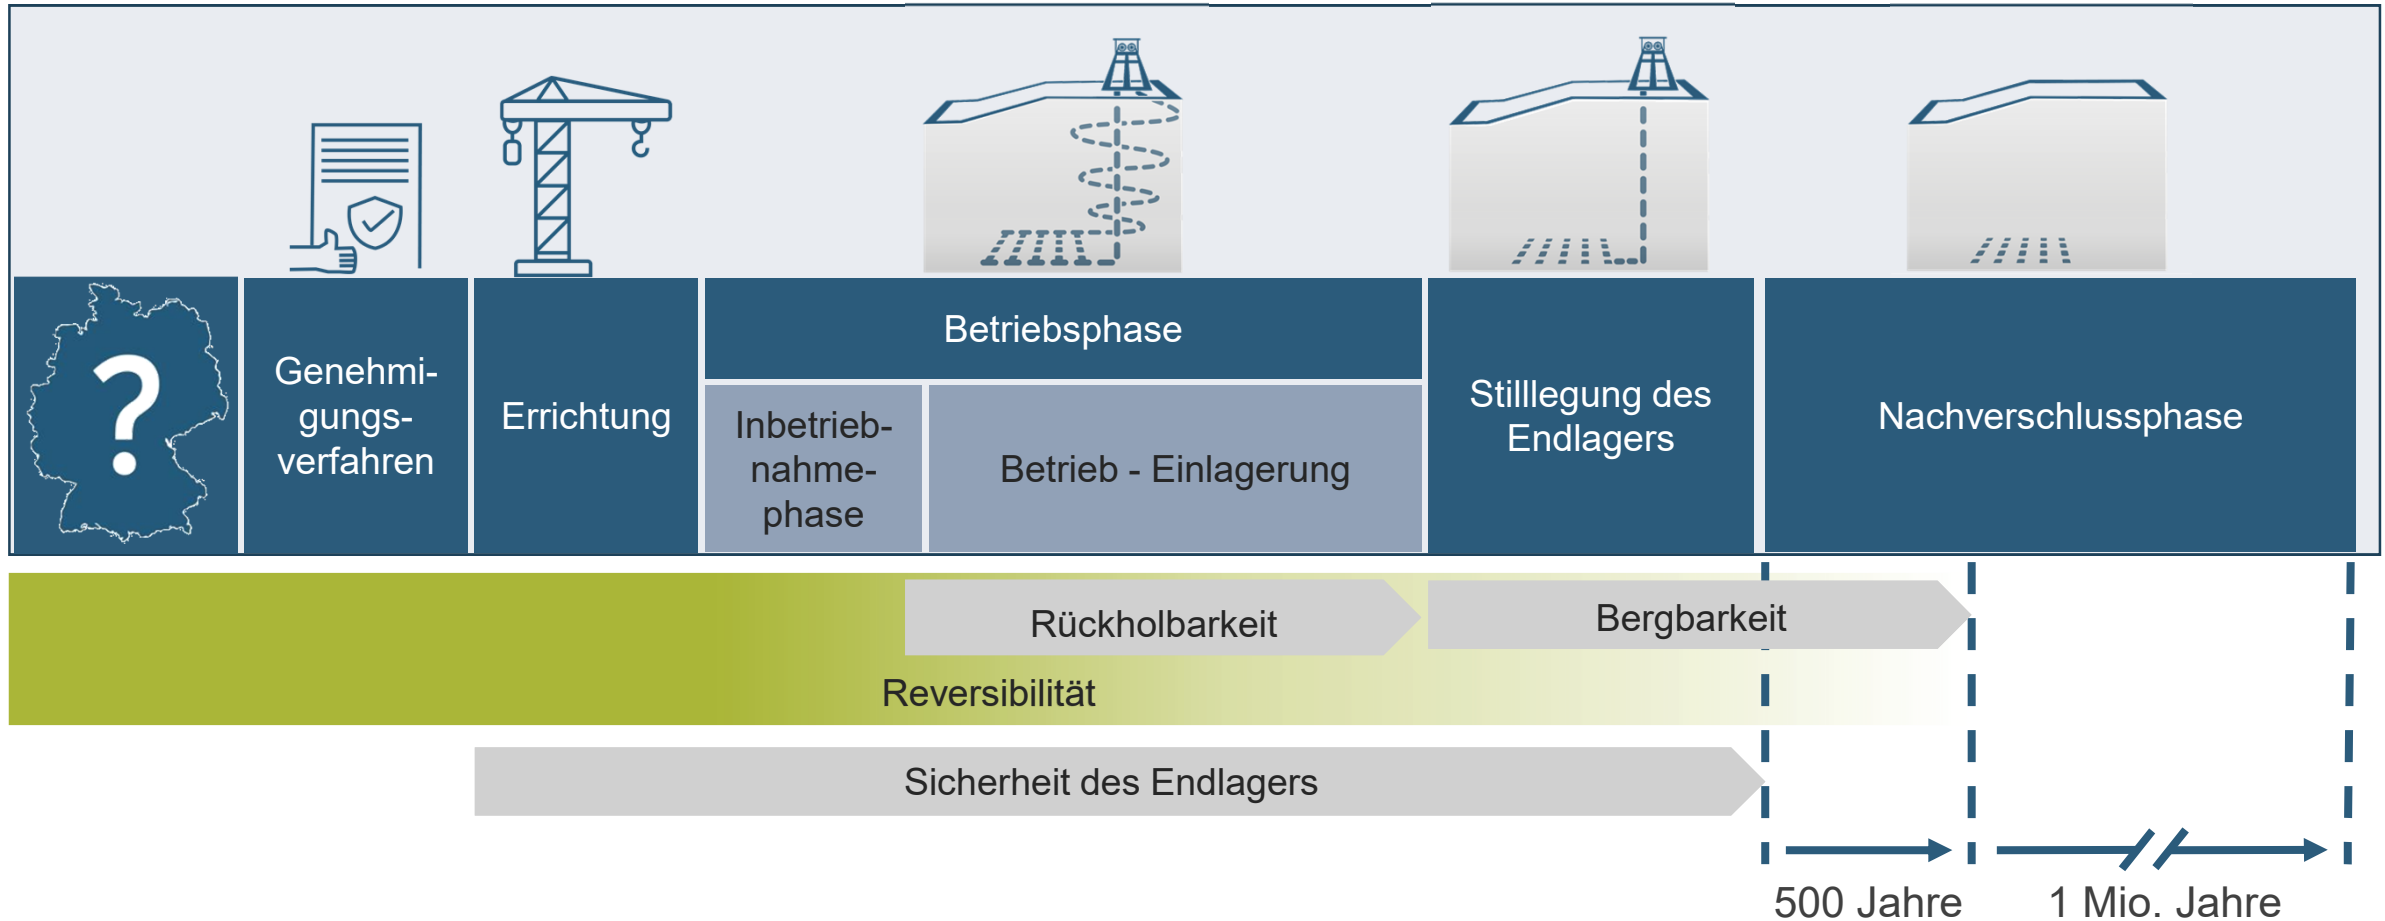 ?
Genehmi-
gungs-
verfahren
Errichtung
Betriebsphase
Inbetrieb-
nahme-
phase
Betrieb - Einlagerung
Stilllegung des
Endlagers
Nachverschlussphase
Rückholbarkeit
Bergbarkeit
Reversibilität
Sicherheit des Endlagers
500 Jahre
1 Mio. Jahre